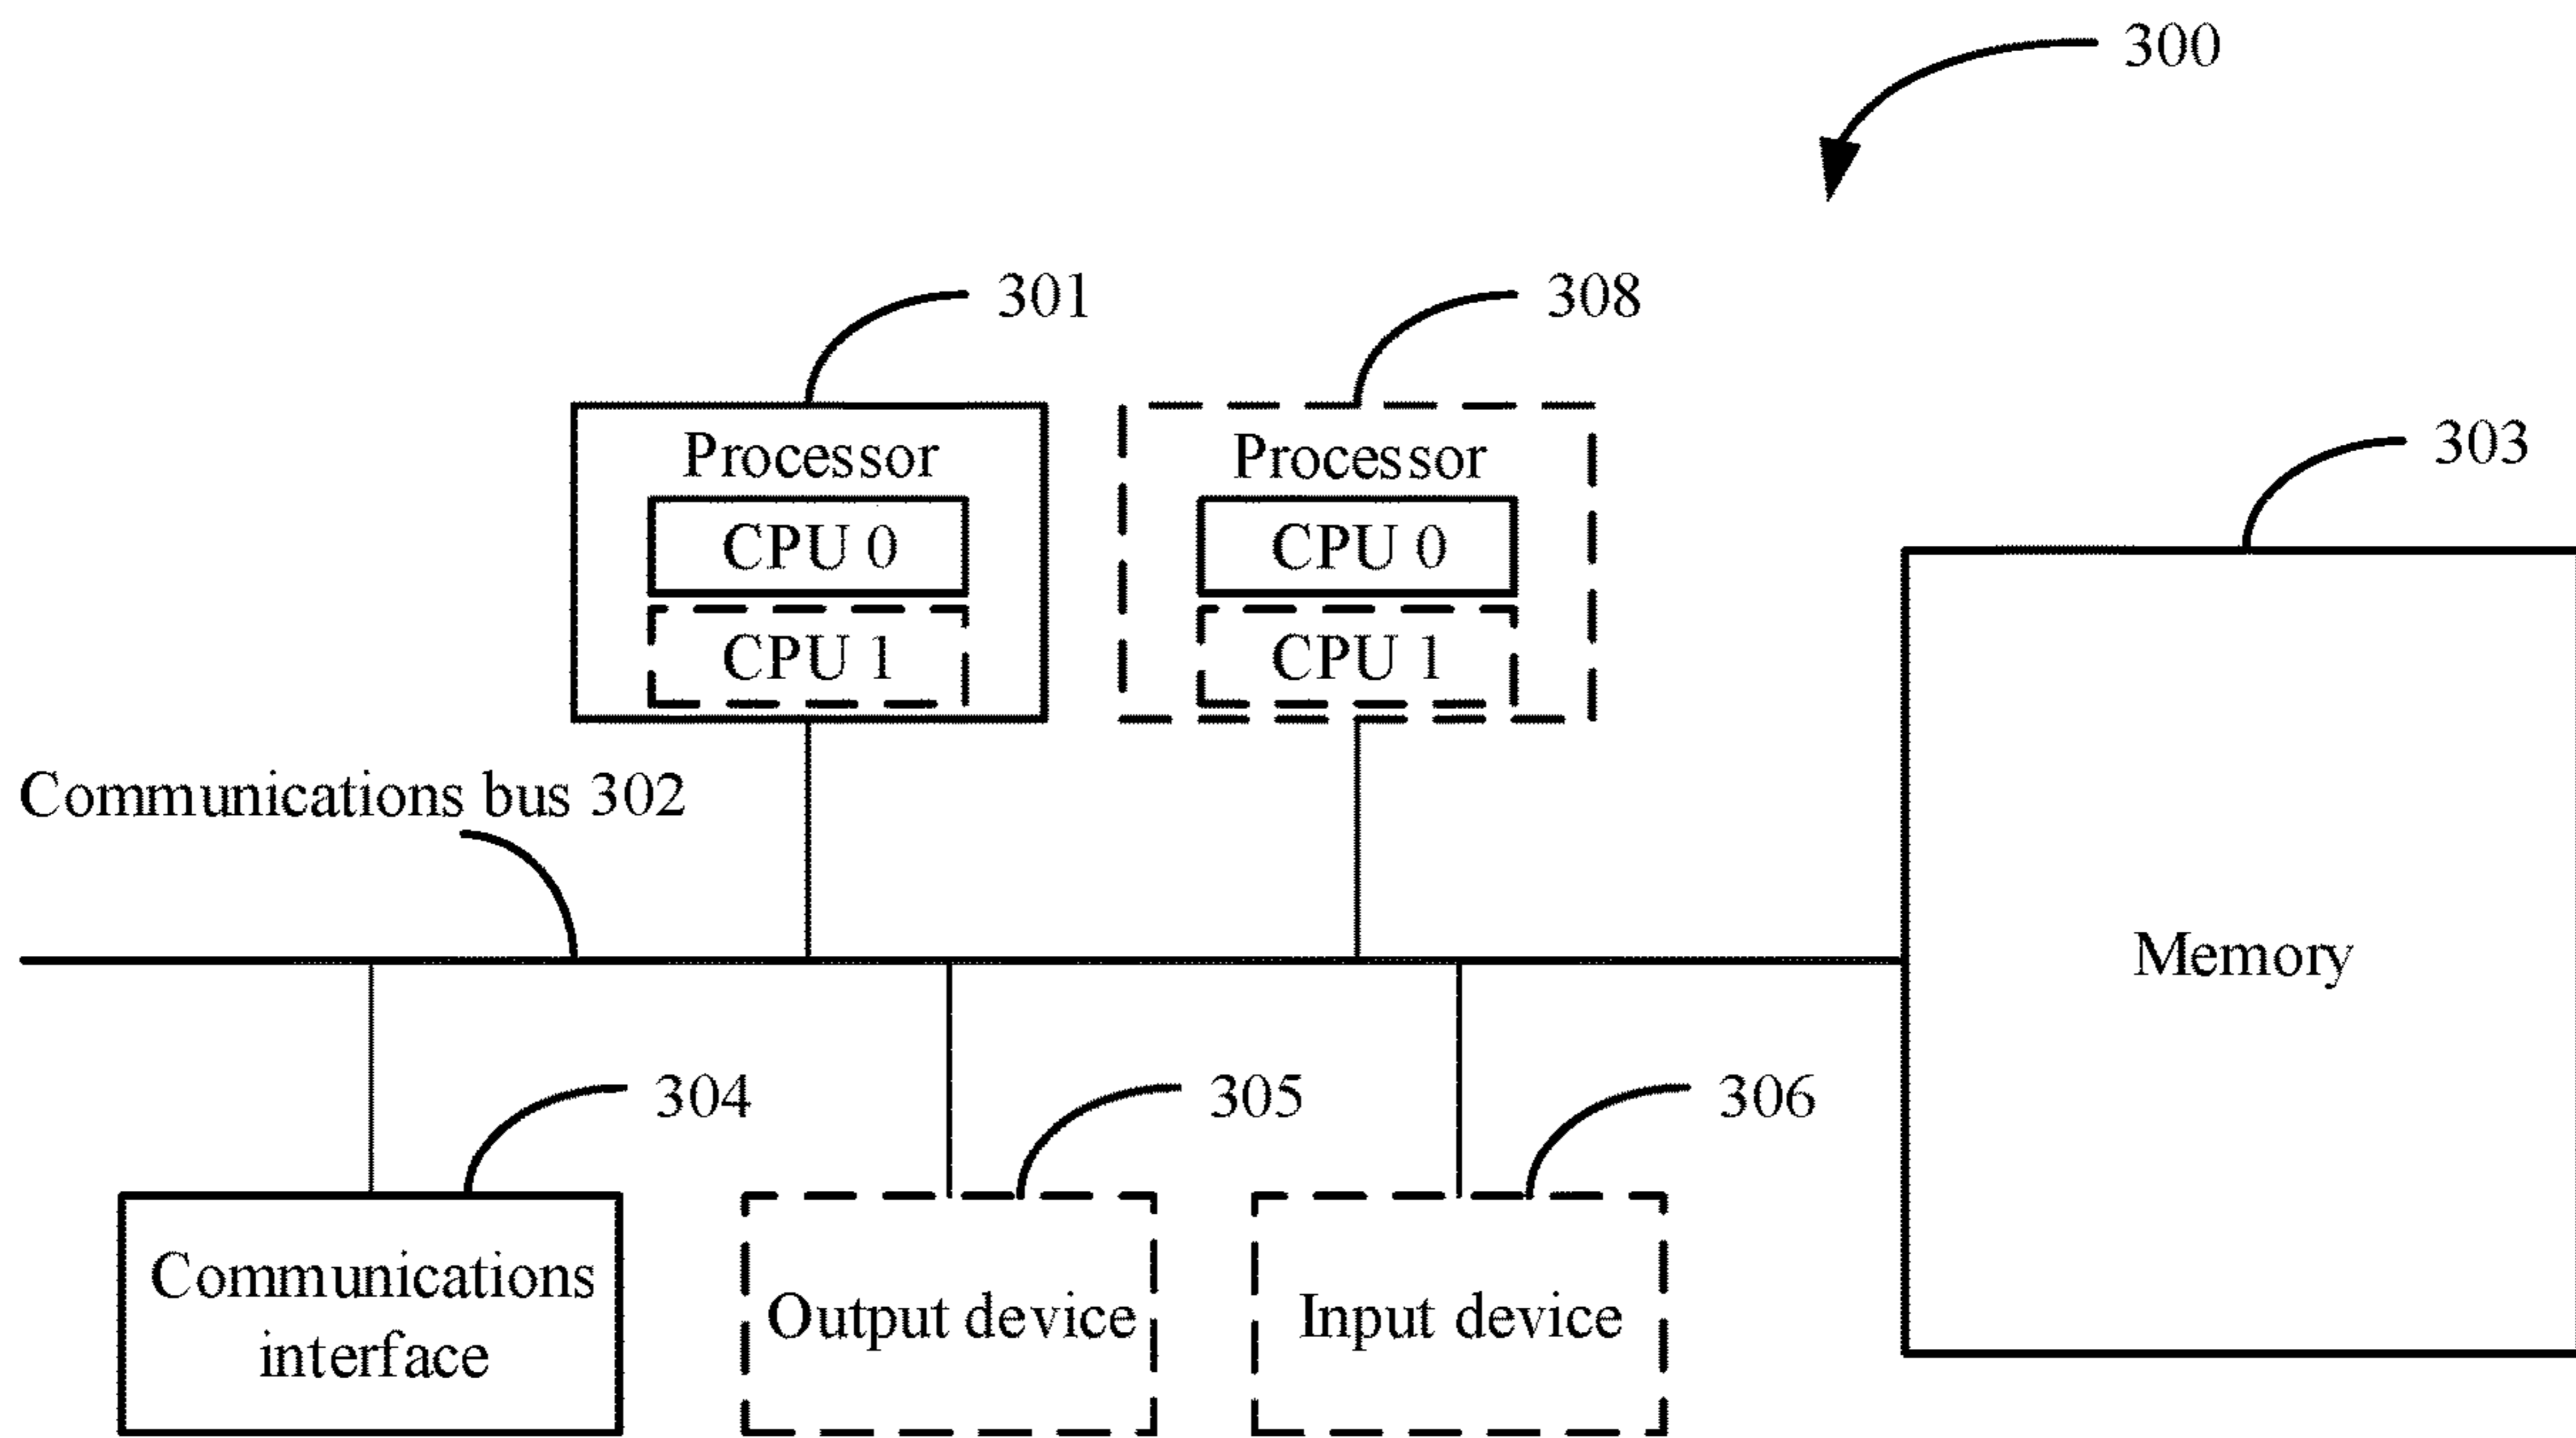 300
301
308
303
Processor
Processor
CPU 0
CPU 0
CPU 1
CPU 1
Communications bus 302
Memory
304
305
306
Communications
interface
Output device
Input device